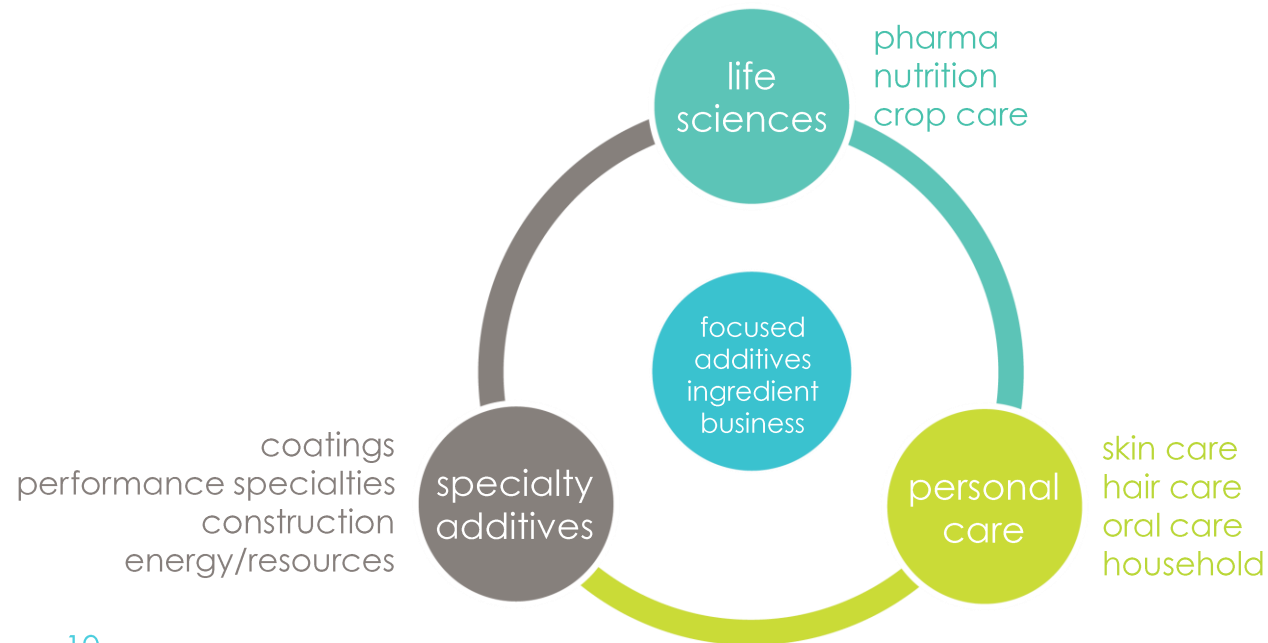 life
sciences
pharma
nutrition
crop care
focused
additives
ingredient
business
coatings
performance specialties
construction
energy/resources
specialty
additives
personal
care
skin care
hair care
oral care
household
10